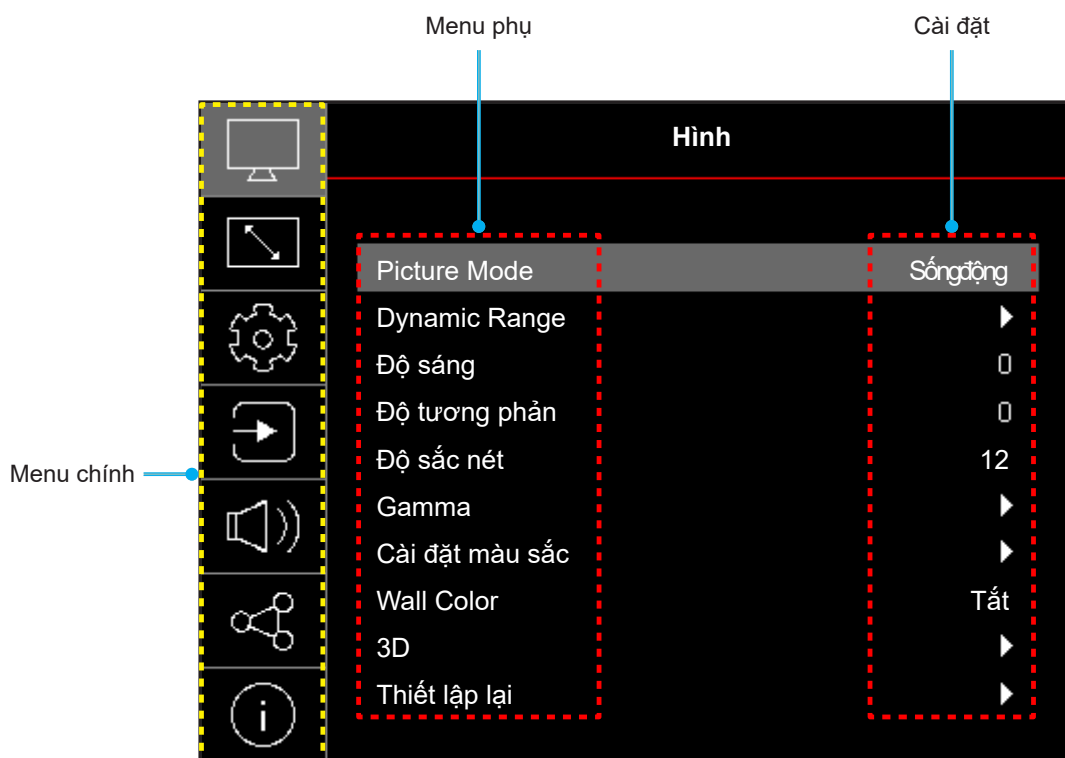 Menu phụ Cài đặt
Hình
Picture Mode Sốngđộng
Dynamic Range
Độ sáng 0
Độ tương phản 0
Độ sắc nét 12
Menu chính
Gamma
Cài đặt màu sắc
Wall Color Tắt
3D
Thiết lập lại
i